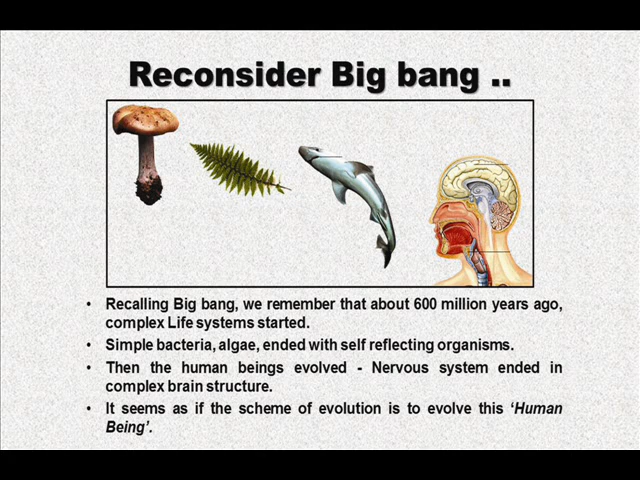 Reconsider Big bang ..
• Recalling Big bang, we remember that about 600 million years ago,
complex Life systems started.
• Simple bacteria, algae, ended with self reflecting organisms.
• Then the human beings evolved - Nervous system ended in
complex brain structure.
• It seems as if the scheme of evolution is to evolve this ‘Human
Being’.